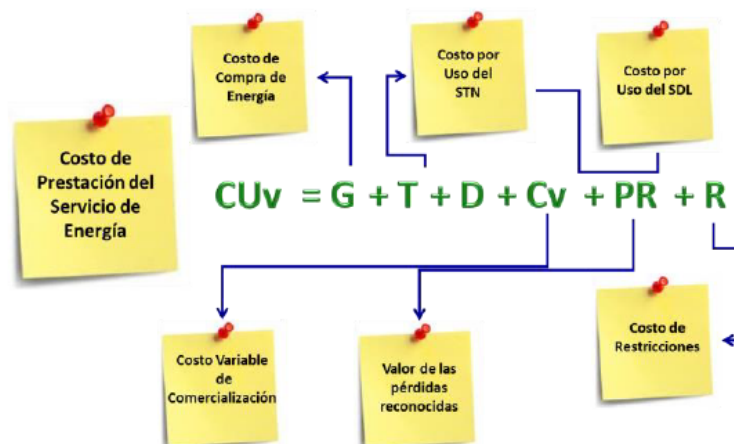 Costo de
Compra de
Energía
Costo por
Uso del
STN
Costo por
Uso del SDL
Costo de
Prestación del
Servicio de
Energía
CUv = G + T + D + Cv + PR + R
Costo Variable
de
Comercialización
Valor de las
pérdidas
reconocidas
Costo de
Restricciones